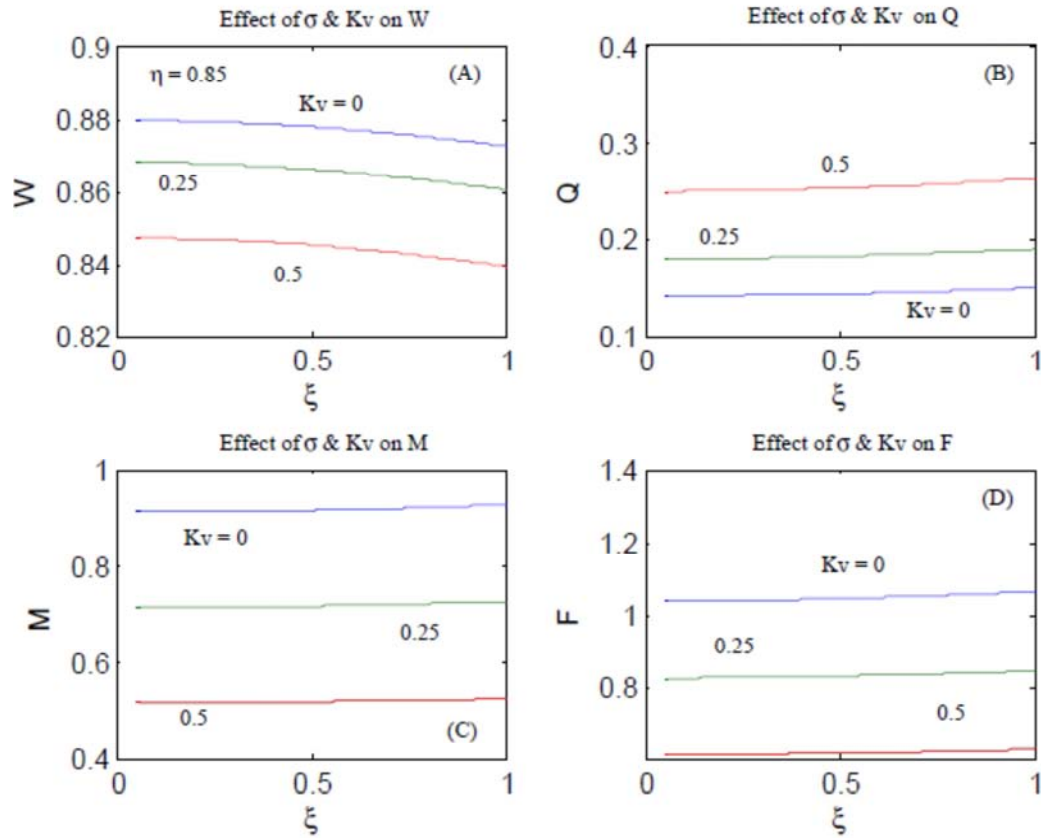 Effect of σ & Kv on W
0.9
η = 0.85
(A)
Kv = 0
0.88
0.25
0.86
W
0.84
0.5
0.82
0
0.5
1
ξ
Effect of σ & Kv on Q
0.4
(B)
0.3
0.5
Q
0.25
0.2
Kv = 0
0.1
0
0.5
1
ξ
Effect of σ & Kv on M
1
Kv = 0
0.8
M
0.25
0.6
0.5
(C)
0.4
0
0.5
1
ξ
Effect of σ & Kv on F
1.4
(D)
1.2
Kv = 0
1
F
0.25
0.8
0.5
0
0.5
1
ξ